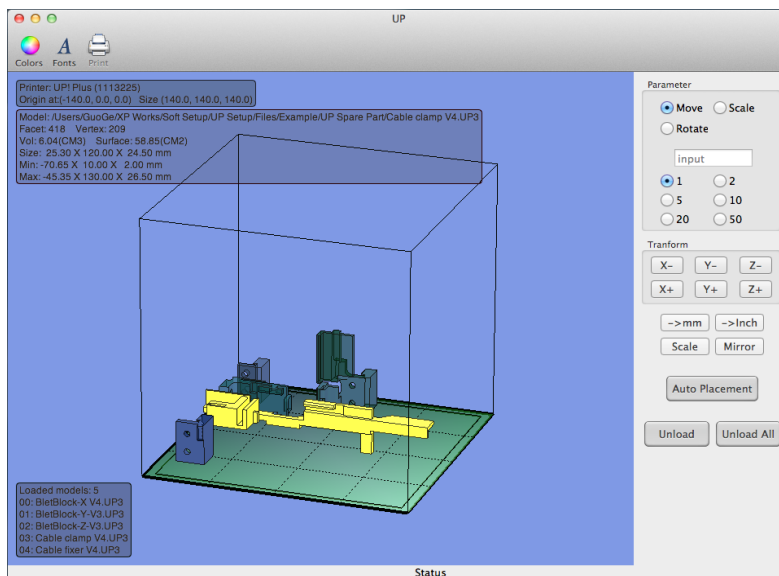 UP
Colors Fonts Print
Printer: UP! Plus (1113225)
Origin at:(-140.0, 0.0, 0.0) Size (140.0, 140.0, 140.0)
Model: /Users/GuoGe/XP Works/Soft Setup/UP Setup/Files/Example/UP Spare Part/Cable clamp V4.UP3
Facet: 418 Vertex: 209
Vol: 6.04(CM3) Surface: 58.85(CM2)
Size: 25.30 X 120.00 X 24.50 mm
Min: -70.65 X 10.00 X 2.00 mm
Max: -45.35 X 130.00 X 26.50 mm
Loaded models: 5
00: BletBlock-X V4.UP3
01: BletBlock-Y-V3.UP3
02: BletBlock-Z-V3.UP3
03: Cable clamp V4.UP3
04: Cable fixer V4.UP3
Parameter
Move Scale
Rotate
input
1 2
5 10
20 50
Tranform
X- Y- Z-
X+ Y+ Z+
->mm ->Inch
Scale Mirror
Auto Placement
Unload Unload All
Status